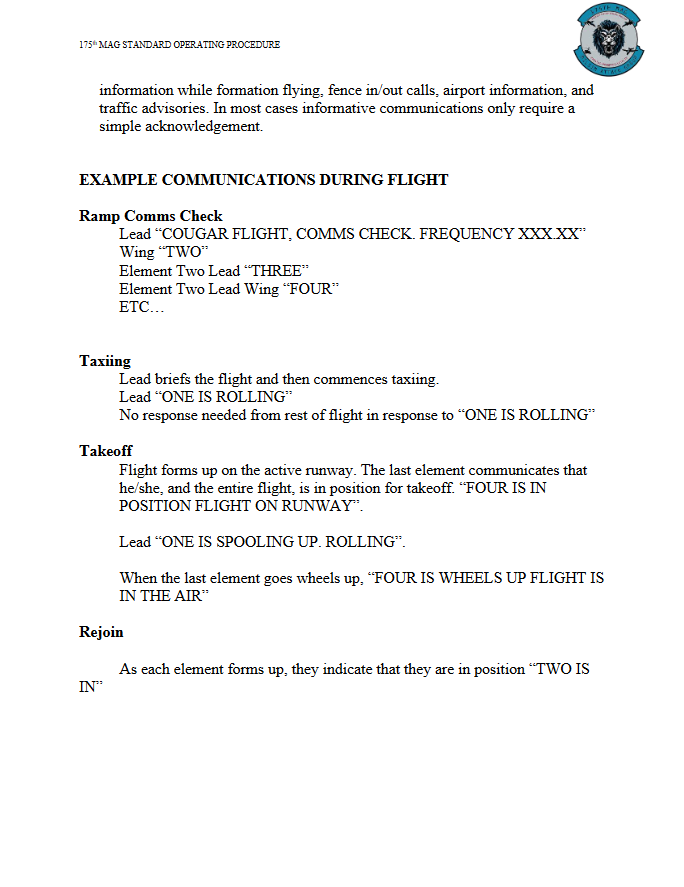 175th MAG STANDARD OPERATING PROCEDURE
information while formation flying, fence in/out calls, airport information, and
traffic advisories. In most cases informative communications only require a
simple acknowledgement.
EXAMPLE COMMUNICATIONS DURING FLIGHT
Ramp Comms Check
Lead “COUGAR FLIGHT, COMMS CHECK. FREQUENCY XXX.XX”
Wing “TWO”
Element Two Lead “THREE”
Element Two Lead Wing “FOUR”
ETC…
Taxiing
Lead briefs the flight and then commences taxiing.
Lead “ONE IS ROLLING”
No response needed from rest of flight in response to “ONE IS ROLLING”
Takeoff
Flight forms up on the active runway. The last element communicates that
he/she, and the entire flight, is in position for takeoff. “FOUR IS IN
POSITION FLIGHT ON RUNWAY”.
Lead “ONE IS SPOOLING UP. ROLLING”.
When the last element goes wheels up, “FOUR IS WHEELS UP FLIGHT IS
IN THE AIR”
Rejoin
As each element forms up, they indicate that they are in position “TWO IS
IN”